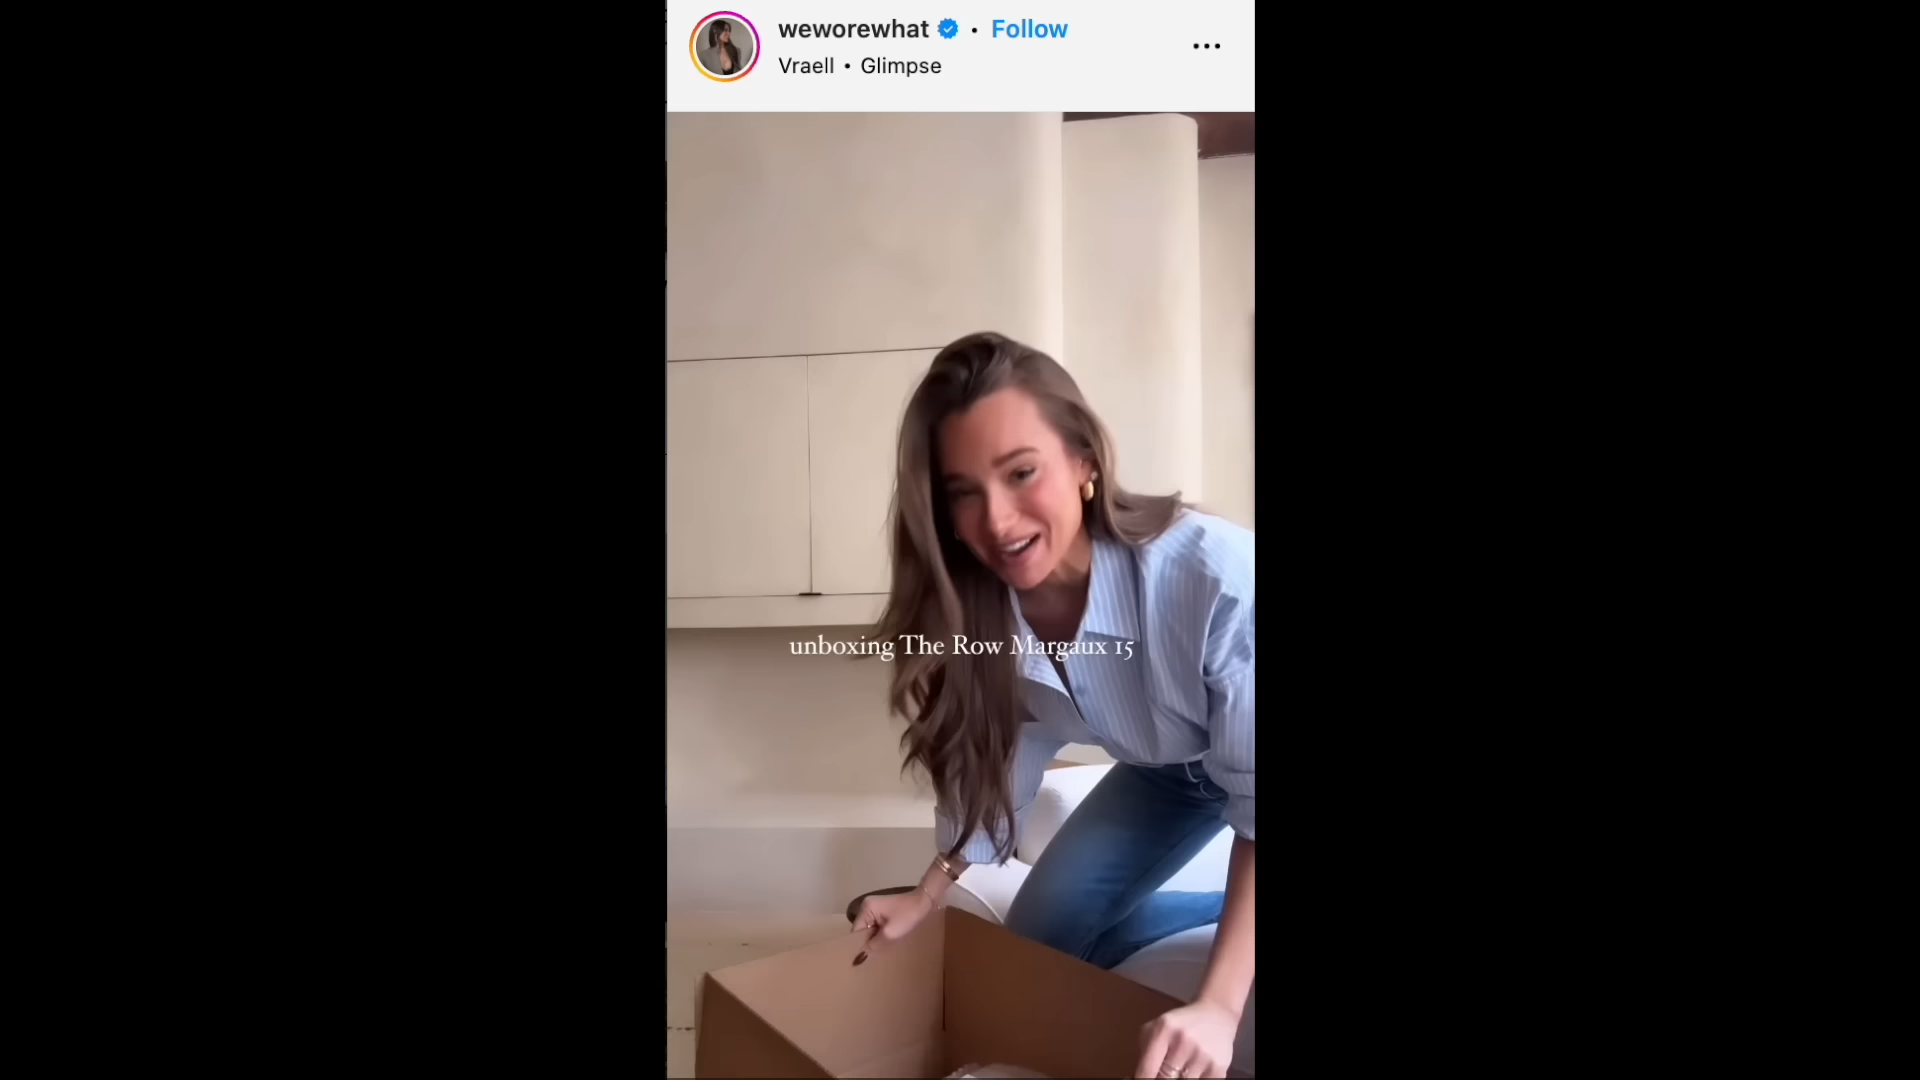 weworewhat • Follow
Vraell • Glimpse
unboxing The Row Margaux 15